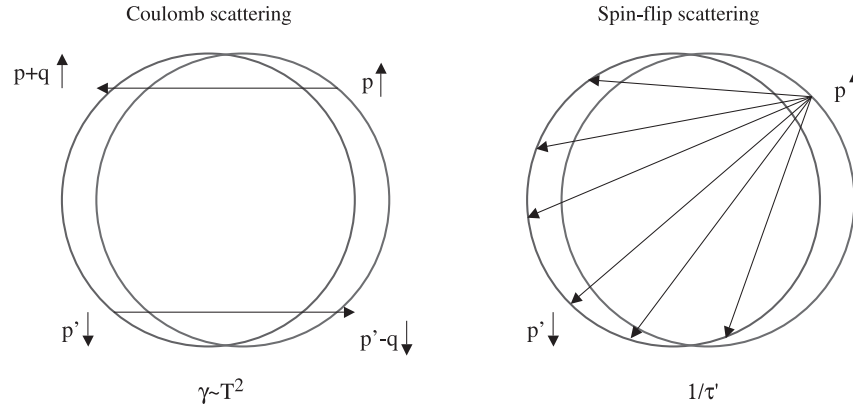 Coulomb scattering
Spin-flip scattering
p+q
p
p
p'
p'-q
p'
γ~T²
1/τ'